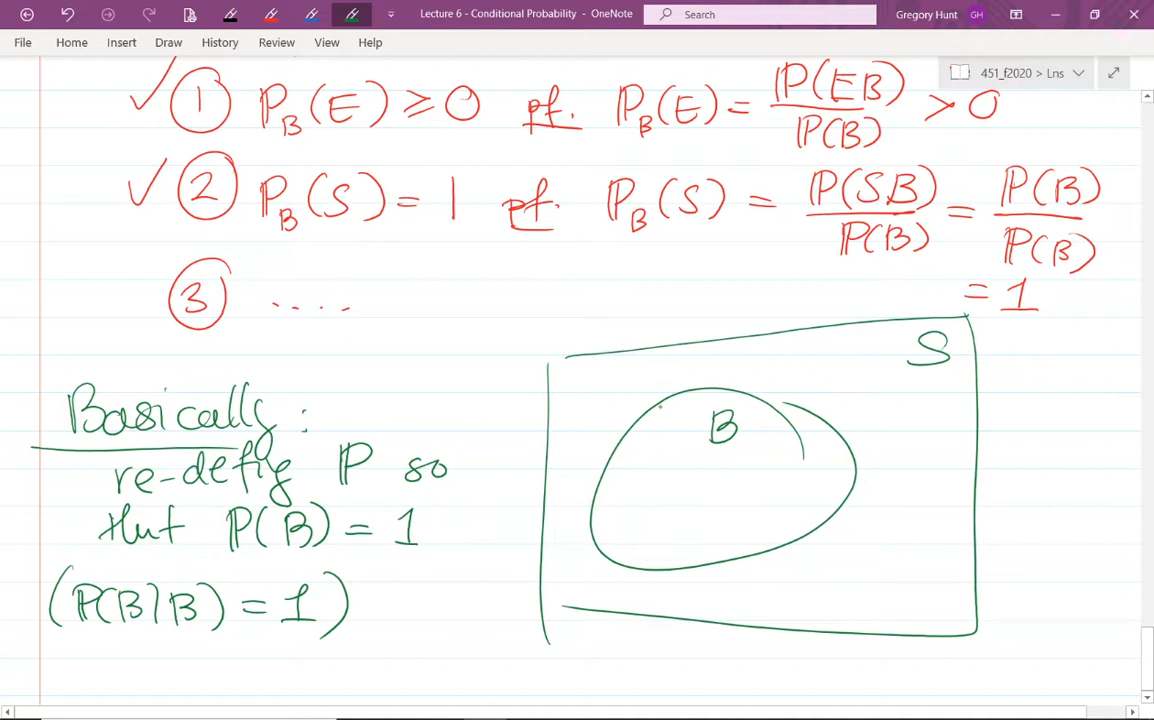 Lecture 6 - Conditional Probability - OneNote
Search
Gregory Hunt GH
File Home Insert Draw History Review View Help
451_f2020 > Lns
① P_B(E) ≥ 0 pf. P_B(E) = P(EB)/P(B) > 0
② P_B(S) = 1 pf. P_B(S) = P(SB)/P(B) = P(B)/P(B)
= 1
③ ....
S
B
Basically:
re-defig P so
that P(B) = 1
(P(B|B) = 1)